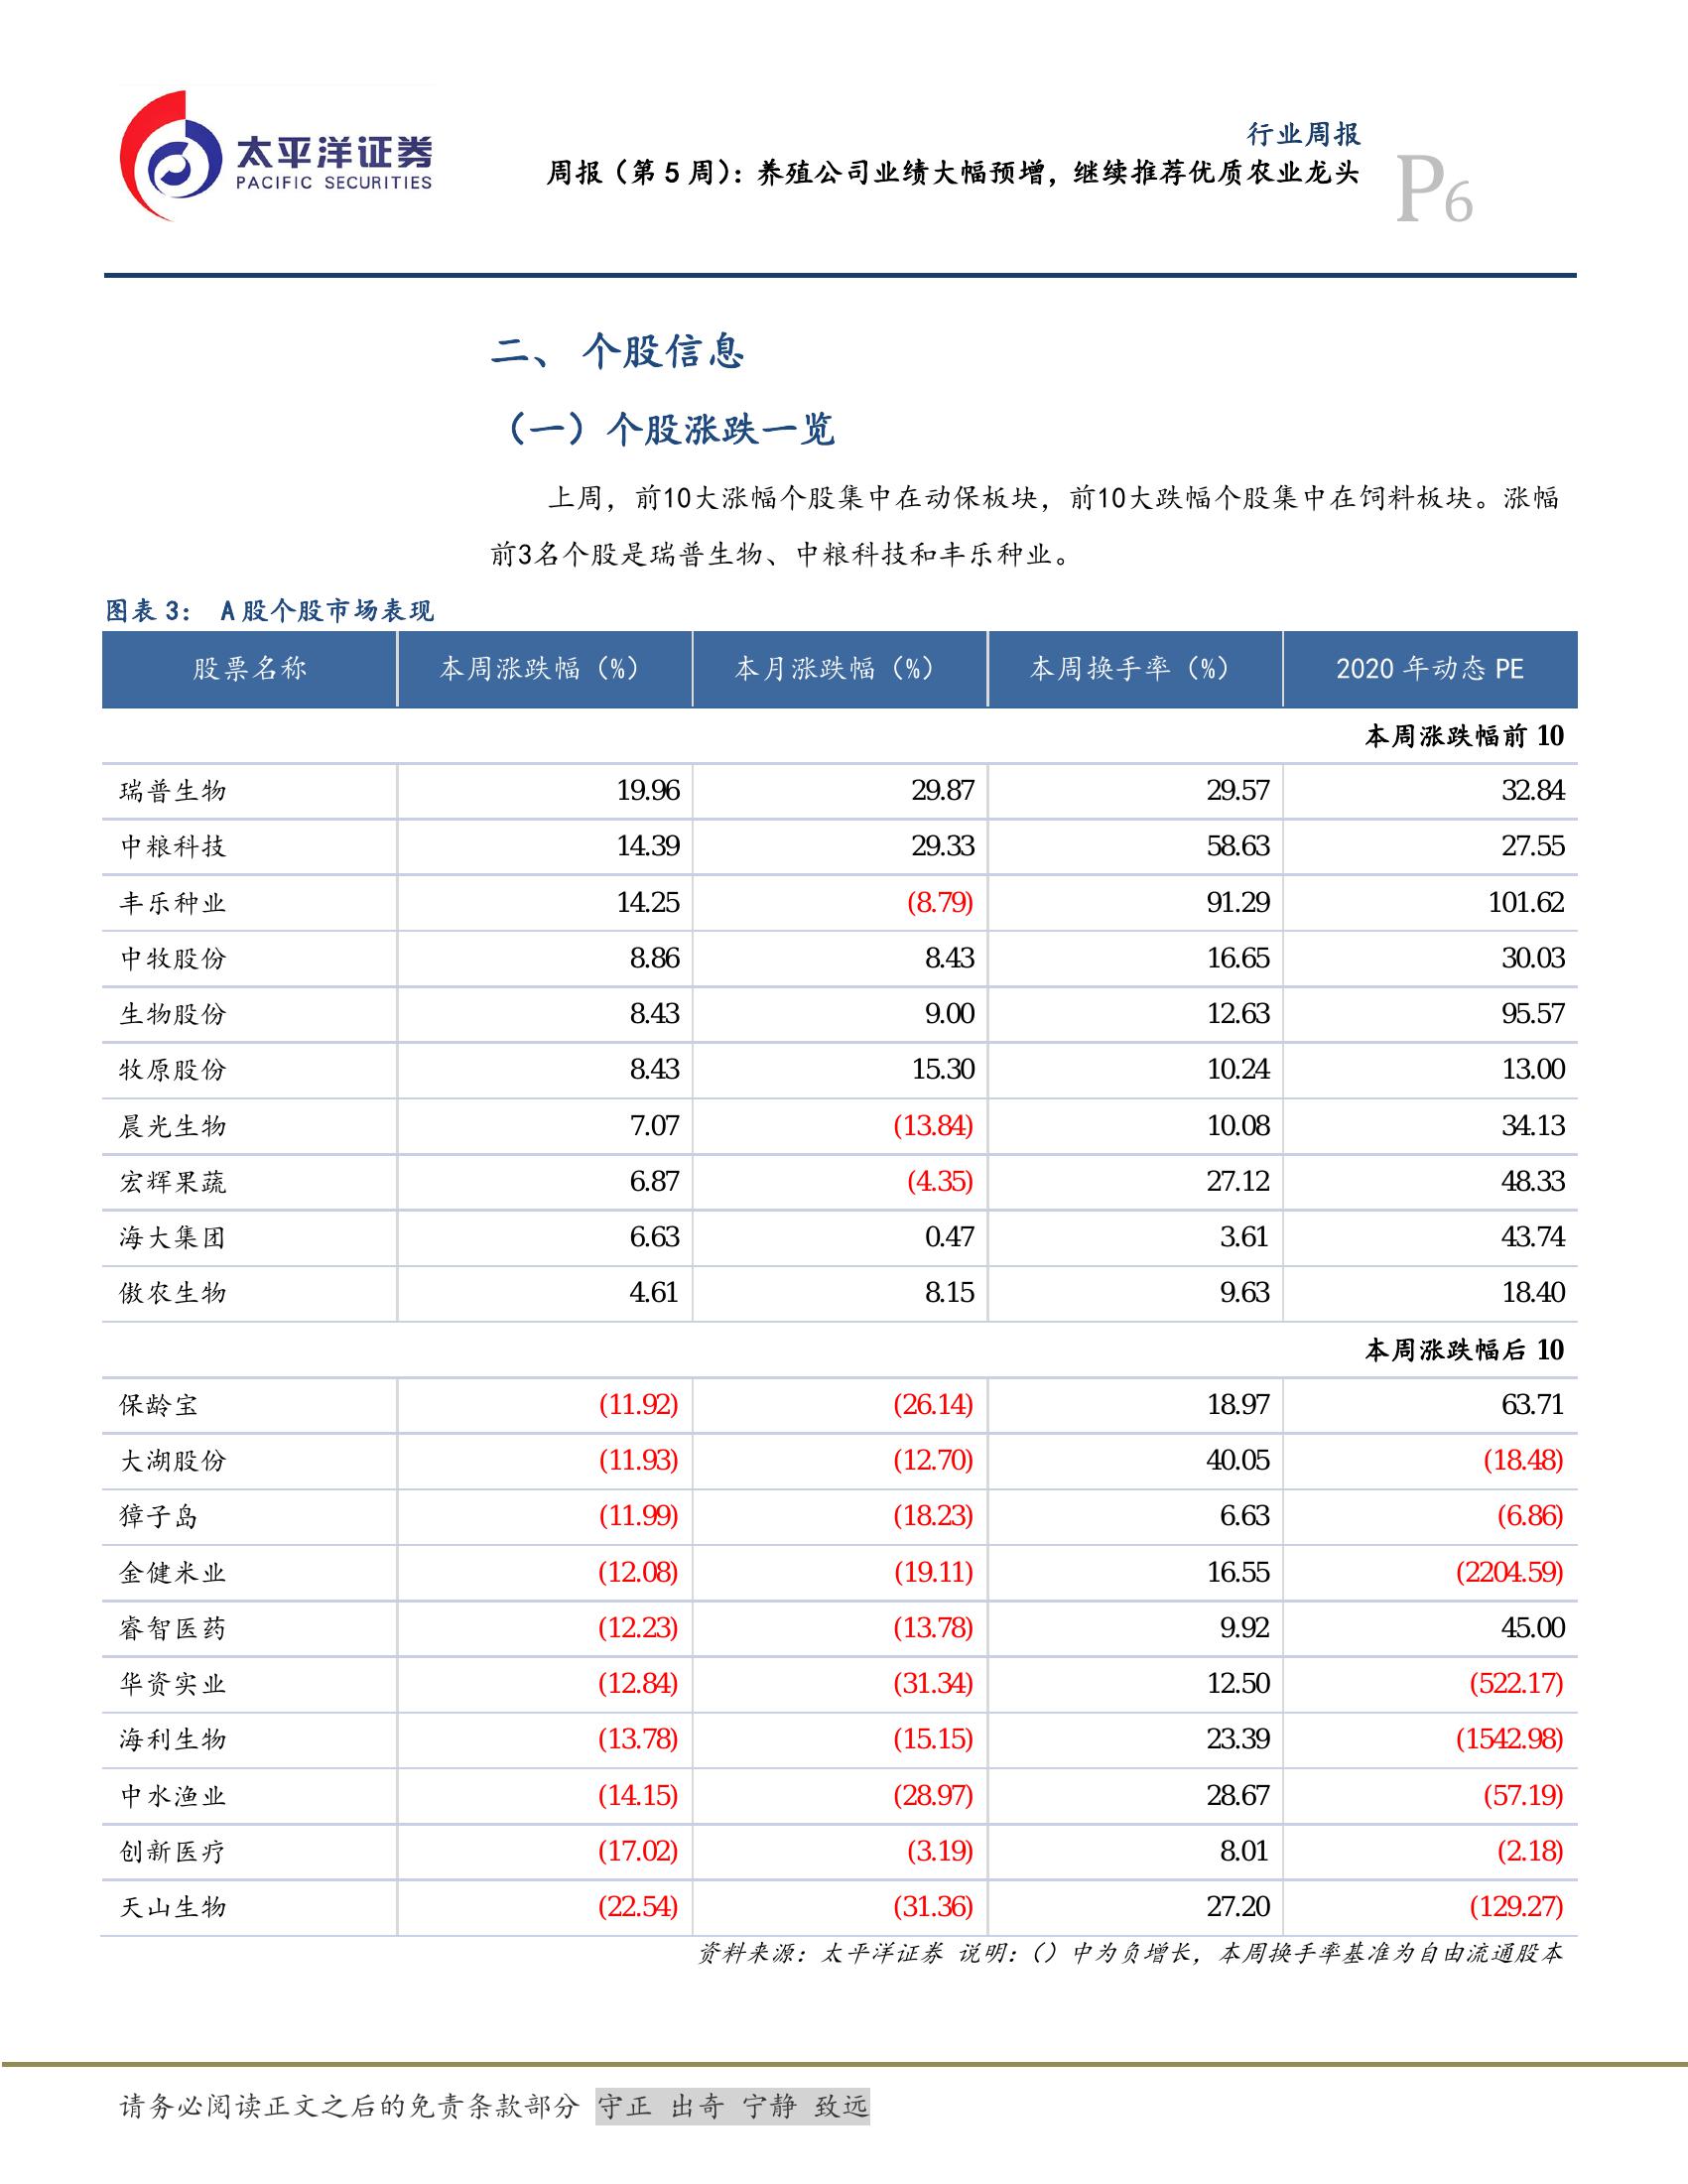 太平洋证券
PACIFIC SECURITIES
行业周报
周报（第 5 周）：养殖公司业绩大幅预增，继续推荐优质农业龙头
P6
二、 个股信息
（一）个股涨跌一览
上周，前10大涨幅个股集中在动保板块，前10大跌幅个股集中在饲料板块。涨幅
前3名个股是瑞普生物、中粮科技和丰乐种业。
图表 3： A 股个股市场表现
股票名称 本周涨跌幅（%） 本月涨跌幅（%） 本周换手率（%） 2020 年动态 PE
本周涨跌幅前 10
瑞普生物 19.96 29.87 29.57 32.84
中粮科技 14.39 29.33 58.63 27.55
丰乐种业 14.25 (8.79) 91.29 101.62
中牧股份 8.86 8.43 16.65 30.03
生物股份 8.43 9.00 12.63 95.57
牧原股份 8.43 15.30 10.24 13.00
晨光生物 7.07 (13.84) 10.08 34.13
宏辉果蔬 6.87 (4.35) 27.12 48.33
海大集团 6.63 0.47 3.61 43.74
傲农生物 4.61 8.15 9.63 18.40
本周涨跌幅后 10
保龄宝 (11.92) (26.14) 18.97 63.71
大湖股份 (11.93) (12.70) 40.05 (18.48)
獐子岛 (11.99) (18.23) 6.63 (6.86)
金健米业 (12.08) (19.11) 16.55 (2204.59)
睿智医药 (12.23) (13.78) 9.92 45.00
华资实业 (12.84) (31.34) 12.50 (522.17)
海利生物 (13.78) (15.15) 23.39 (1542.98)
中水渔业 (14.15) (28.97) 28.67 (57.19)
创新医疗 (17.02) (3.19) 8.01 (2.18)
天山生物 (22.54) (31.36) 27.20 (129.27)
资料来源：太平洋证券 说明：（）中为负增长，本周换手率基准为自由流通股本
请务必阅读正文之后的免责条款部分 守正 出奇 宁静 致远